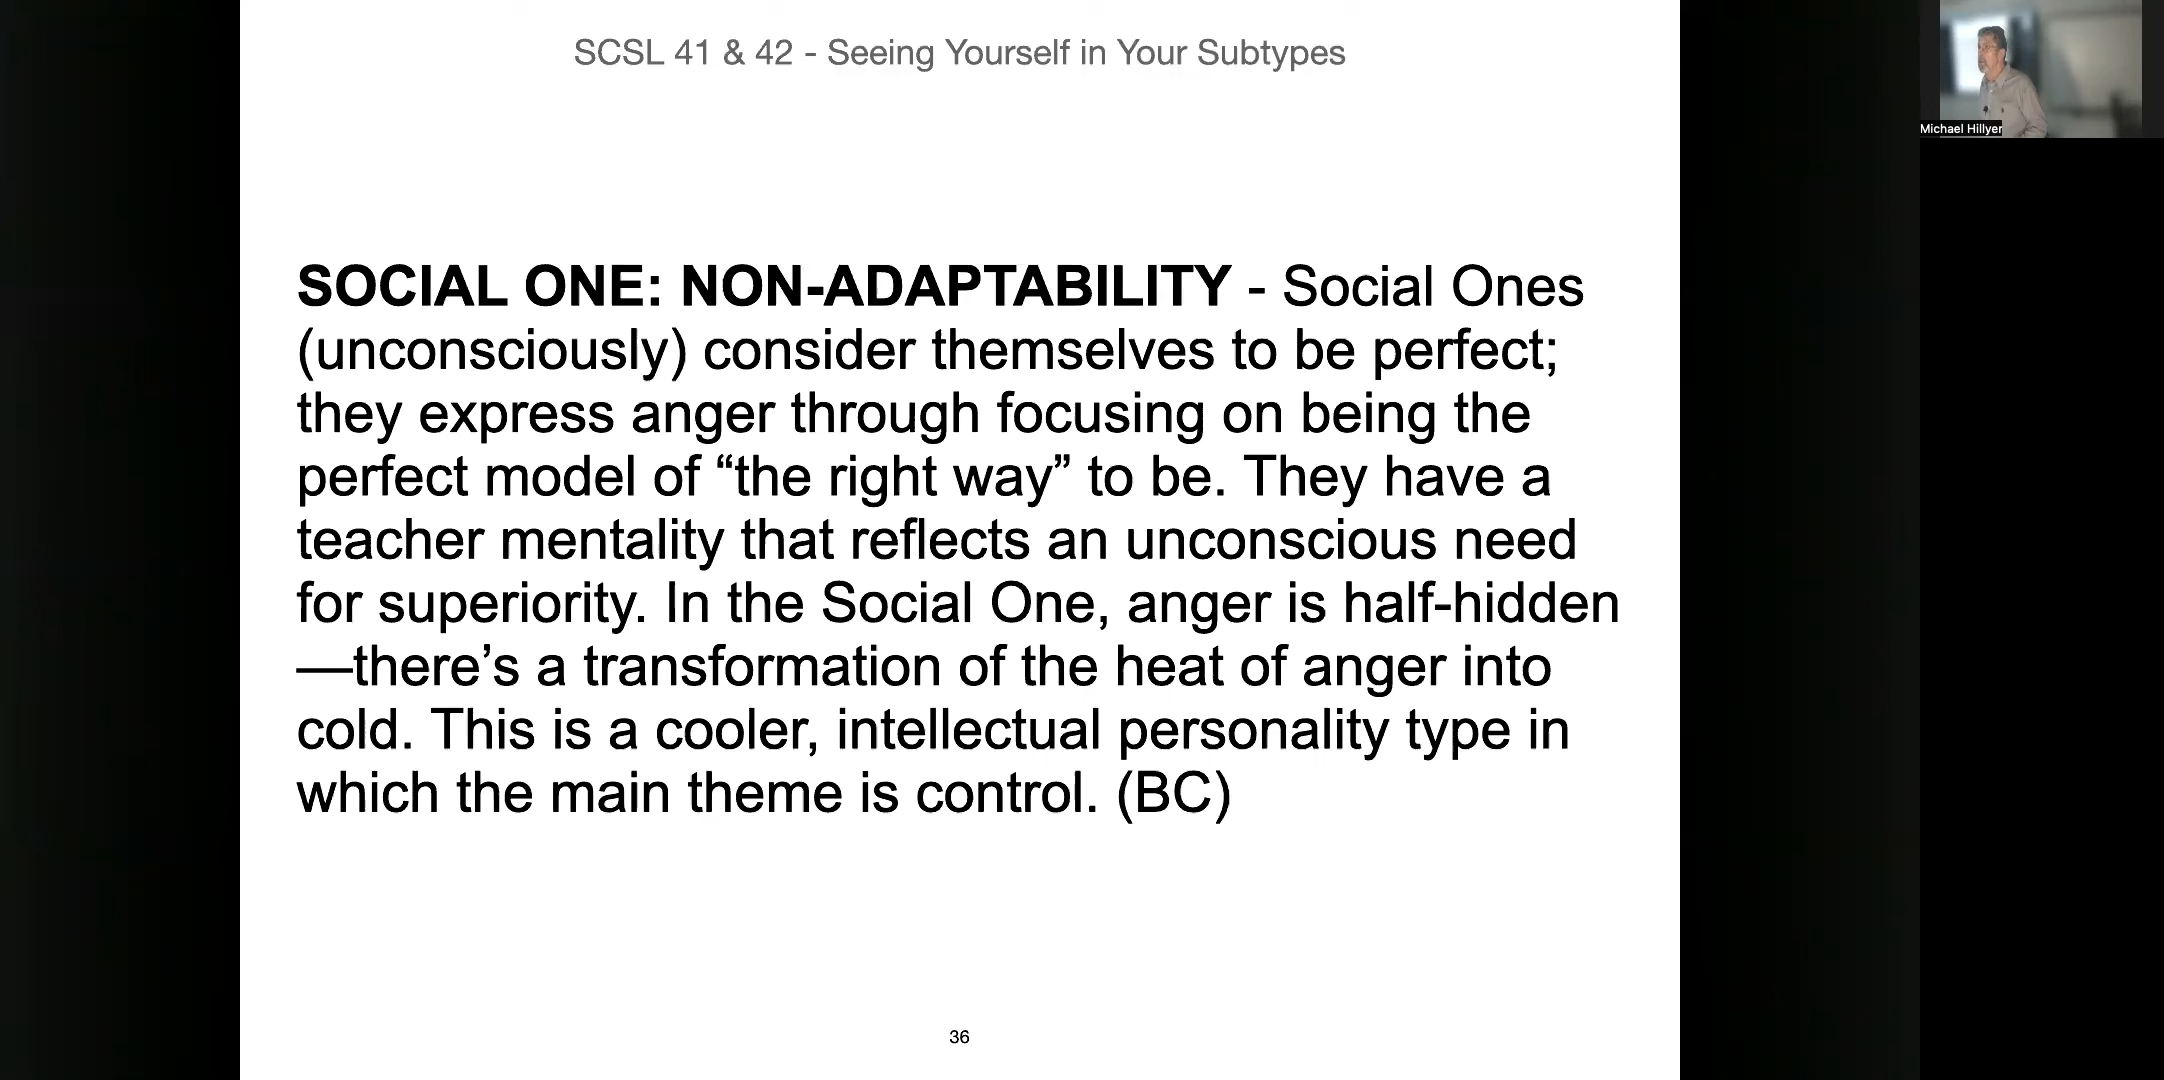 SCSL 41 & 42 - Seeing Yourself in Your Subtypes
Michael Hillyer
SOCIAL ONE: NON-ADAPTABILITY - Social Ones
(unconsciously) consider themselves to be perfect;
they express anger through focusing on being the
perfect model of “the right way” to be. They have a
teacher mentality that reflects an unconscious need
for superiority. In the Social One, anger is half-hidden
—there’s a transformation of the heat of anger into
cold. This is a cooler, intellectual personality type in
which the main theme is control. (BC)
36